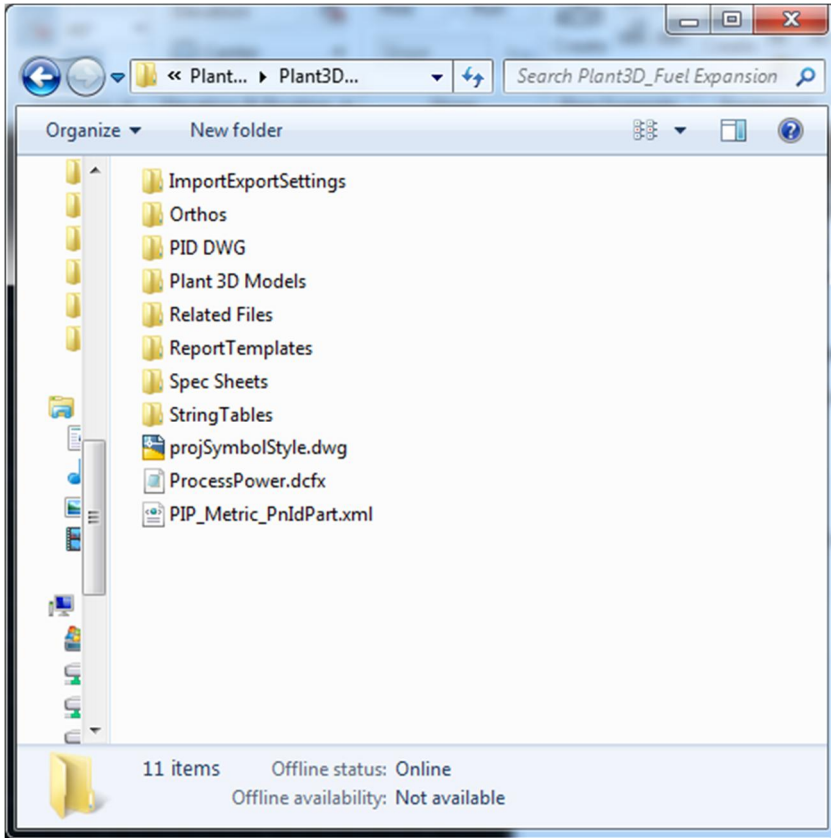 « Plant... ▸ Plant3D...
Search Plant3D_Fuel Expansion
Organize
New folder
ImportExportSettings
Orthos
PID DWG
Plant 3D Models
Related Files
ReportTemplates
Spec Sheets
StringTables
projSymbolStyle.dwg
ProcessPower.dcfx
PIP_Metric_PnIdPart.xml
11 items Offline status: Online
Offline availability: Not available